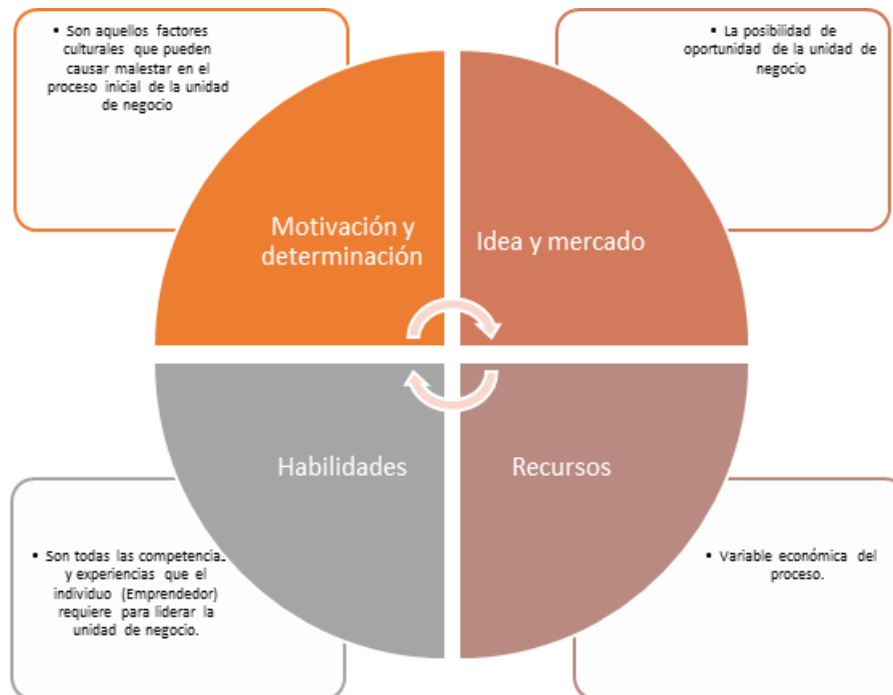 • Son aquellos factores
culturales que pueden
causar malestar en el
proceso inicial de la unidad
de negocio
• La posibilidad de
oportunidad de la unidad de
negocio
Motivación y
determinación
Idea y mercado
Habilidades
Recursos
• Son todas las competencia
y experiencias que el
individuo (Emprendedor)
requiere para liderar la
unidad de negocio.
• Variable económica del
proceso.